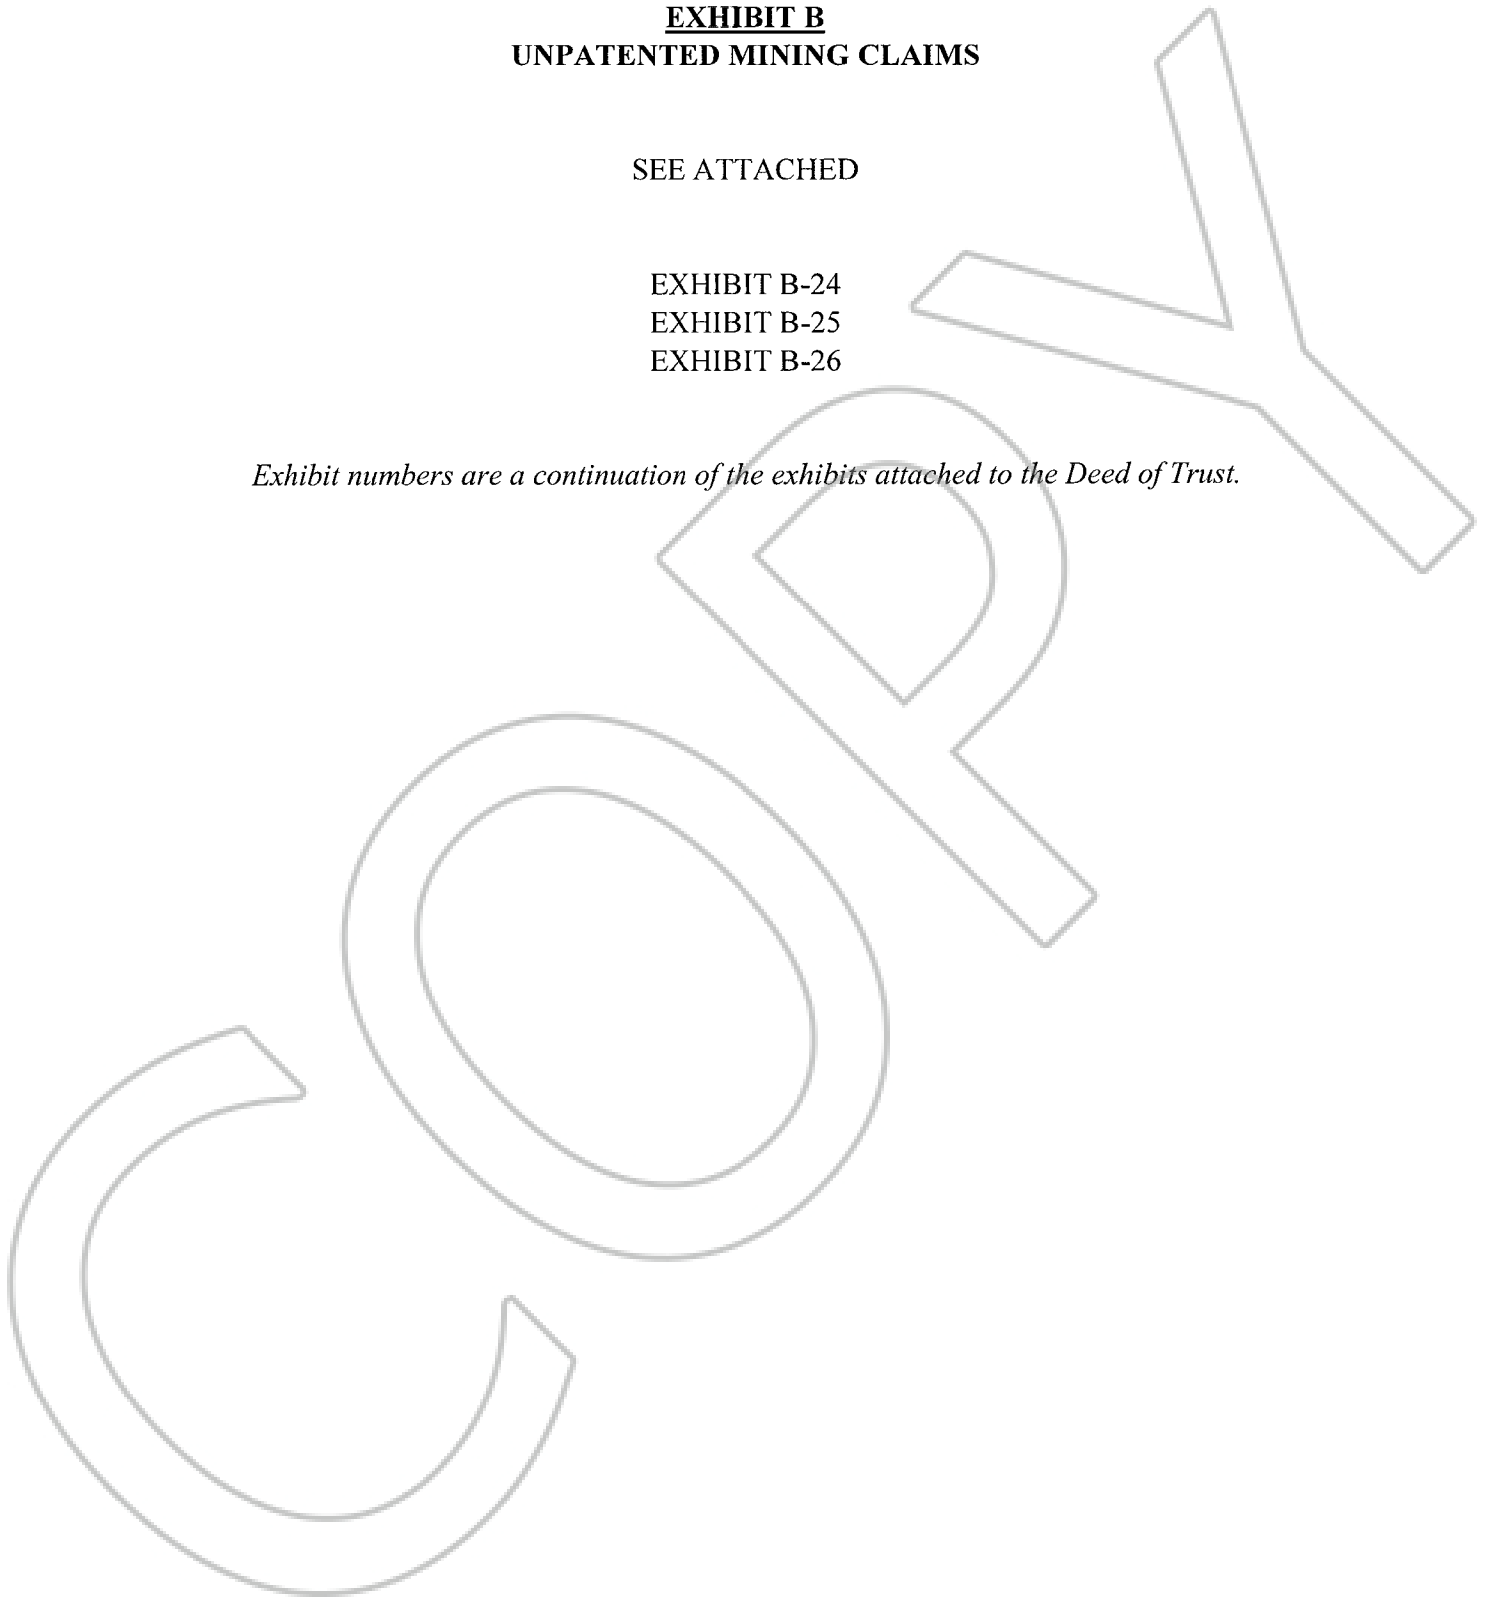 EXHIBIT B
UNPATENTED MINING CLAIMS
SEE ATTACHED
EXHIBIT B-24
EXHIBIT B-25
EXHIBIT B-26
Exhibit numbers are a continuation of the exhibits attached to the Deed of Trust.
COPY